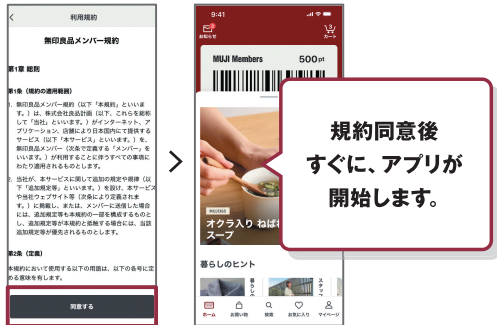 利用規約
無印良品メンバー規約
第1章 総則
第1条（規約の適用範囲）
1. 無印良品メンバー規約（以下「本規約」といいま
す。）は、株式会社良品計画（以下、これらを総称
して「当社」といいます。）がインターネット、ア
プリケーション、店舗により日本国内にて提供する
サービス（以下「本サービス」といいます。）を、
無印良品メンバー（次条で定義する「メンバー」を
いいます。）が利用することに伴うすべての事項に
わたり適用されるものとします。
2. 当社が、本サービスに関して追加の規定や規律（以
下「追加規定等」といいます。）を設け、本サービス
や当社ウェブサイト等（次条により定義されま
す。）に掲載し、または、メンバーに送信した場合
には、追加規定等も本規約の一部を構成するものと
し、追加規定等が本規約と抵触する場合には、当該
追加規定等が優先されるものとします。
第2条（定義）
本規約において使用する以下の用語は、以下の各号に定
める意味を有します。
同意する
9:41
お知らせ
3
カート
MUJI Members
500pt
規約同意後
すぐに、アプリが
開始します。
MUJI365
オクラ入り ねばね
スープ
暮らしのヒント
スタッフ
ホーム
お買い物
検索
お気に入り
マイページ